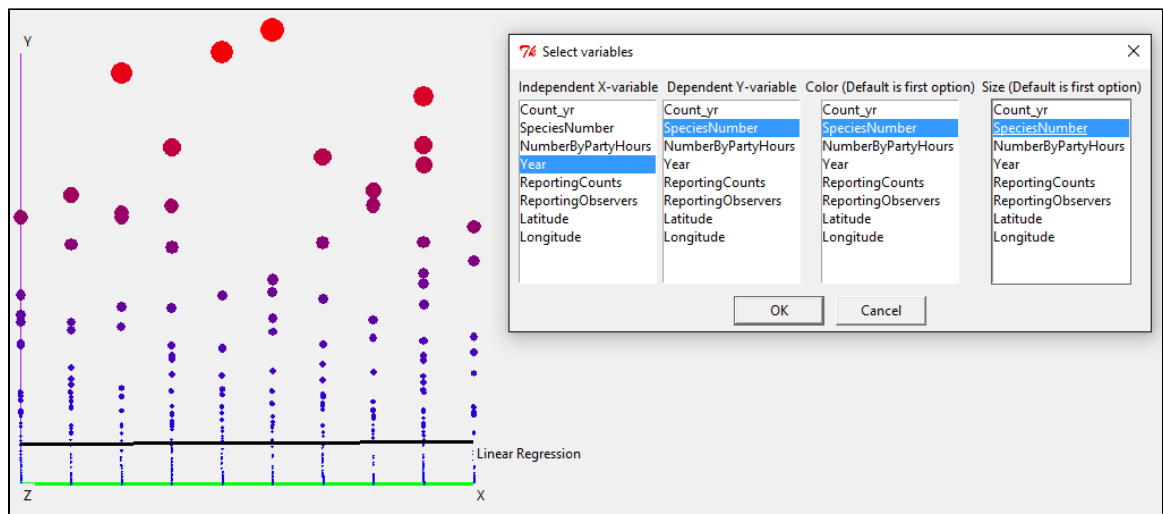 Y
Select variables
Independent X-variable Dependent Y-variable Color (Default is first option) Size (Default is first option)
Count_yr
SpeciesNumber
NumberByPartyHours
Year
ReportingCounts
ReportingObservers
Latitude
Longitude
Count_yr
SpeciesNumber
NumberByPartyHours
Year
ReportingCounts
ReportingObservers
Latitude
Longitude
Count_yr
SpeciesNumber
NumberByPartyHours
Year
ReportingCounts
ReportingObservers
Latitude
Longitude
Count_yr
SpeciesNumber
NumberByPartyHours
Year
ReportingCounts
ReportingObservers
Latitude
Longitude
OK Cancel
Linear Regression
Z X